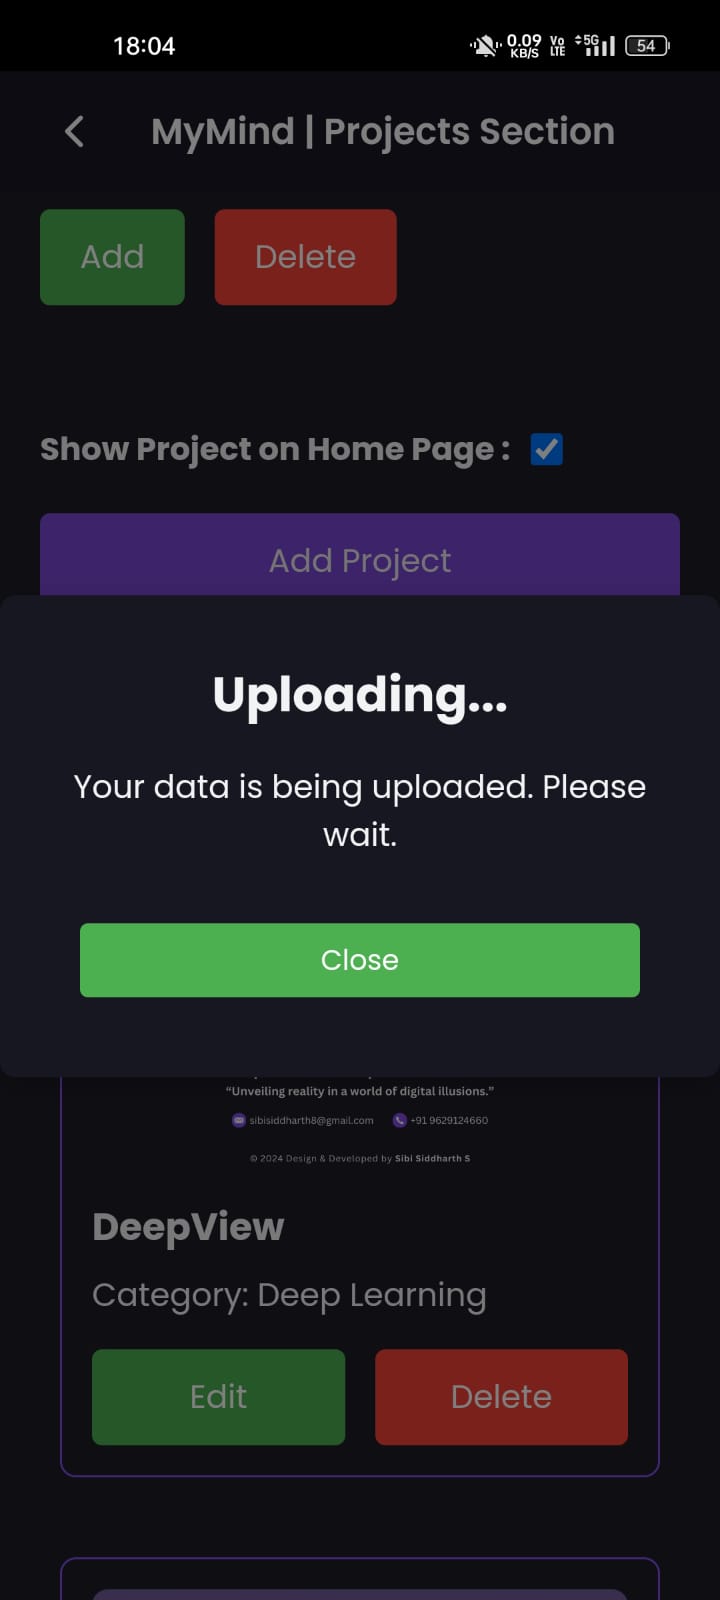 18:04
0.09 KB/S
Vo LTE
5G
54
MyMind | Projects Section
Add
Delete
Show Project on Home Page :
Add Project
Uploading...
Your data is being uploaded. Please
wait.
Close
“Unveiling reality in a world of digital illusions.”
sibisiddharth8@gmail.com
+91 9629124660
© 2024 Design & Developed by Sibi Siddharth S
DeepView
Category: Deep Learning
Edit
Delete